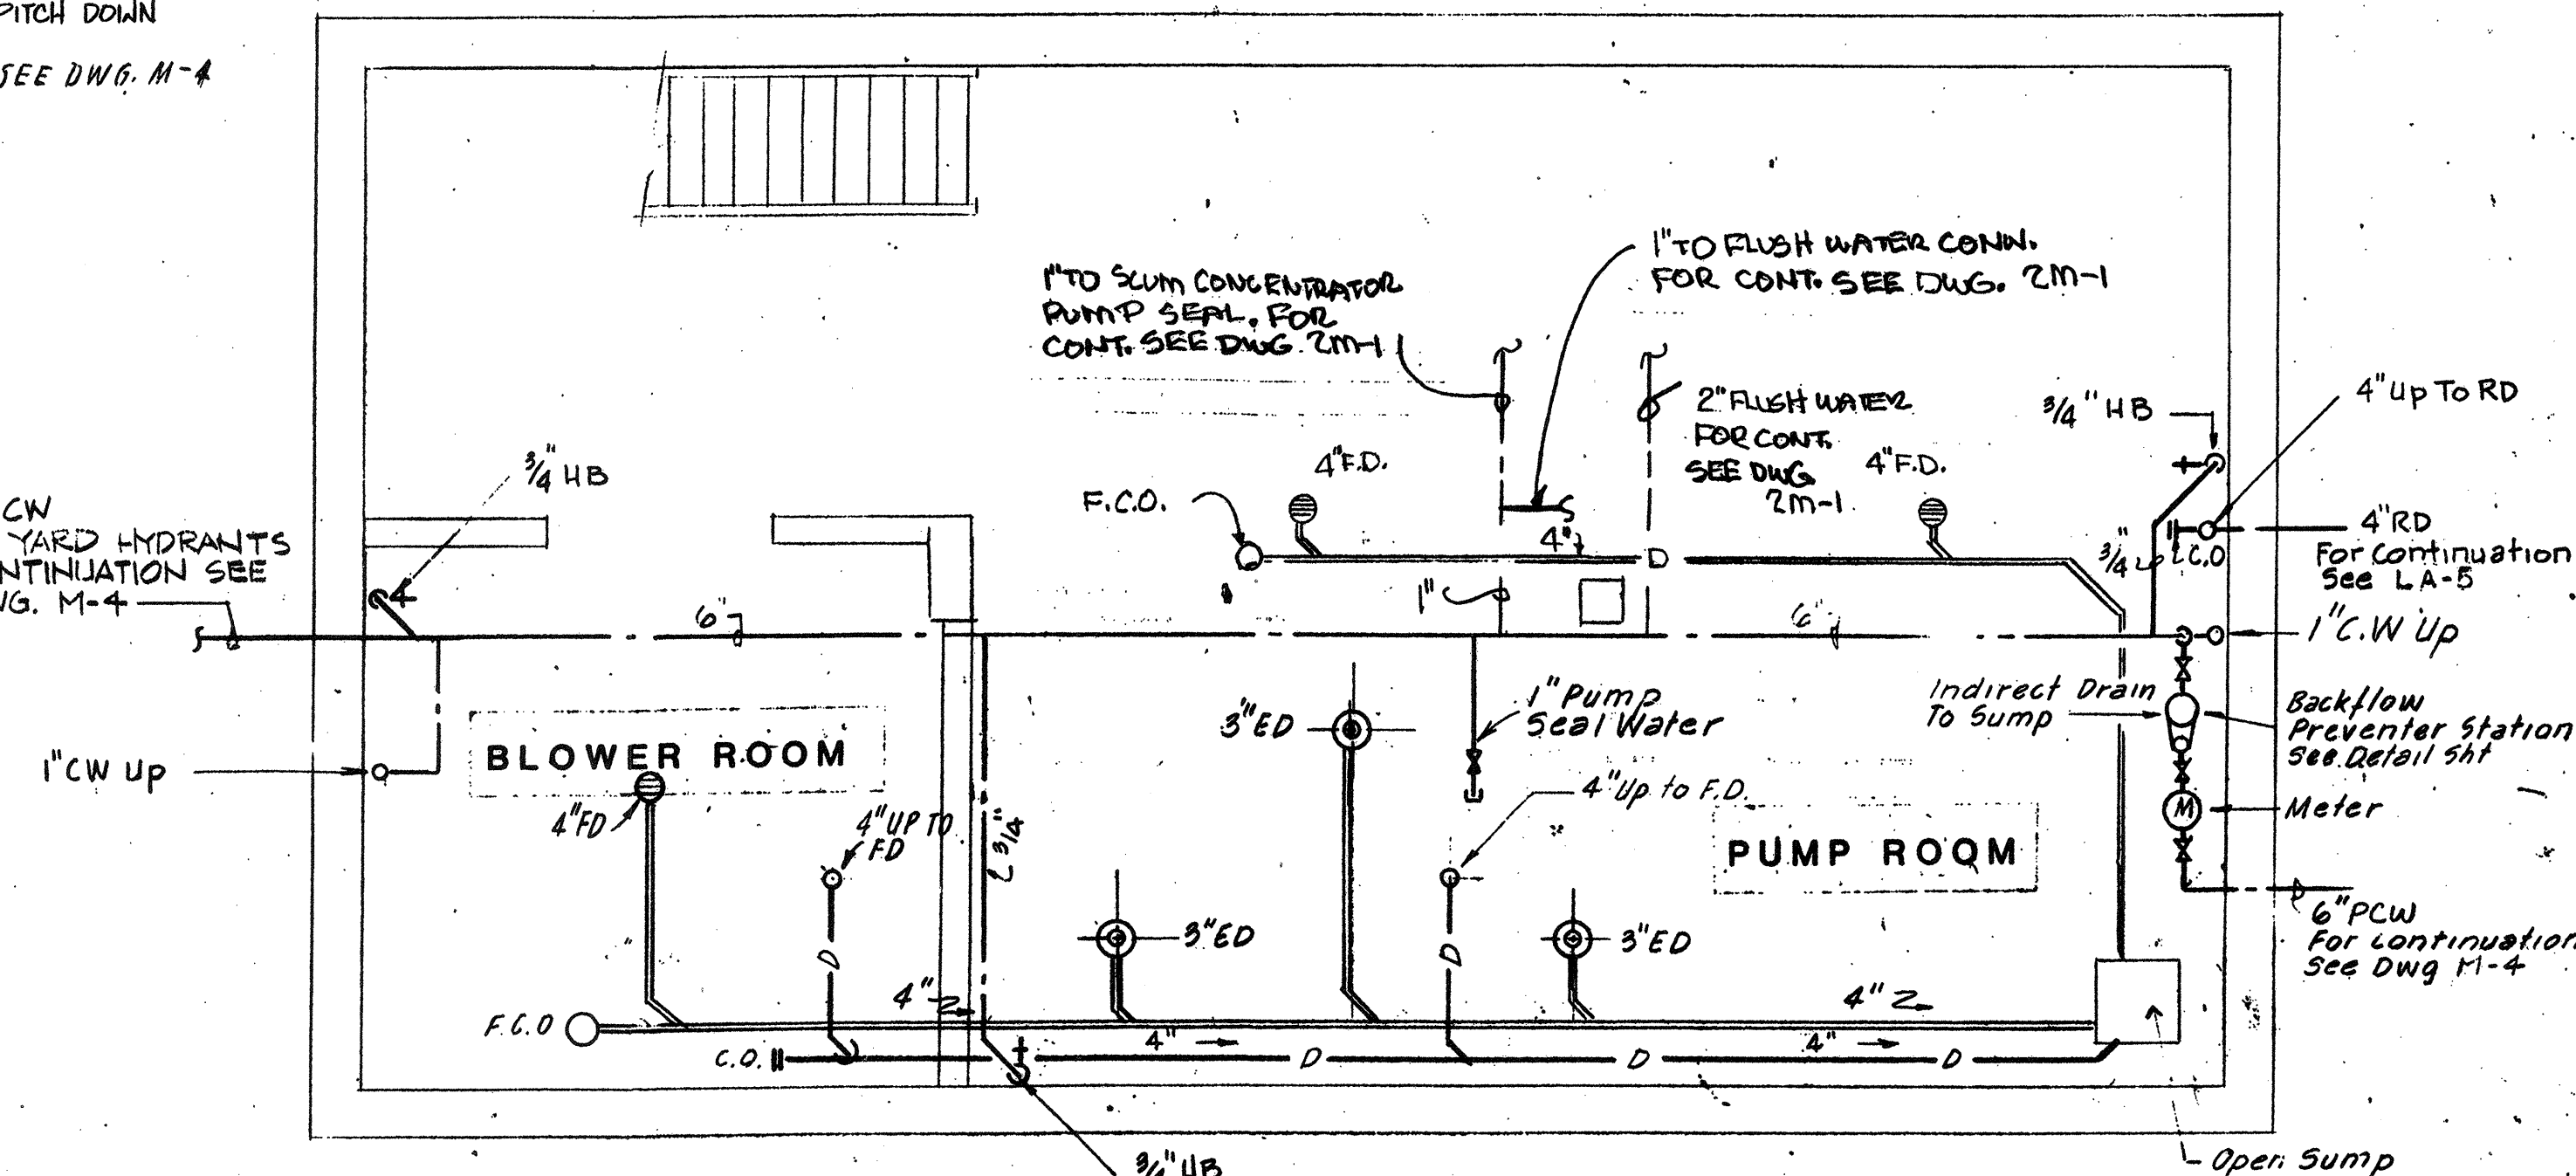 PITCH DOWN
SEE DWG. M-4
1" TO FLUSH WATER CONN.
FOR CONT. SEE DWG. 2M-1
1" TO SCUM CONCENTRATOR
PUMP SEAL. FOR
CONT. SEE DWG. 2M-1
2" FLUSH WATER
FOR CONT.
SEE DWG
2M-1
3/4" HB
4" Up To RD
3/4" HB
4" F.D.
4" F.D.
F.C.O.
4"
D
3/4"
C.O
4" RD
For Continuation
See LA-5
CW
YARD HYDRANTS
NTINUATION SEE
WG. M-4
6"
1"
6"
1" C.W Up
1" Pump
Seal Water
3" ED
Indirect Drain
To Sump
Backflow
Preventer Station
See Detail Sht
BLOWER ROOM
1" CW Up
4" FD
4" UP TO
FD
3/4"
4" Up to F.D.
PUMP ROOM
M
Meter
6" PCW
For Continuation
See Dwg M-4
3" ED
3" ED
D
D
4"
4"
F.C.O
C.O.
4"
D
D
4"
D
3/4" HB
Open Sump